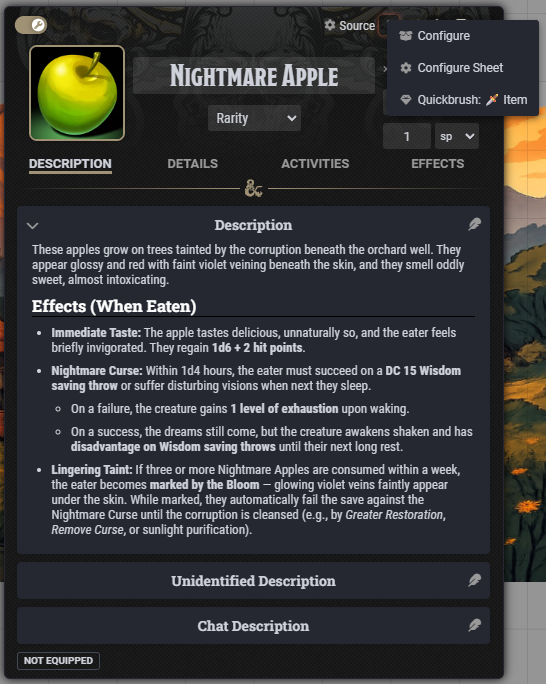 Source
Configure
Configure Sheet
Quickbrush: Item
Nightmare Apple
Rarity
1 sp
DESCRIPTION DETAILS ACTIVITIES EFFECTS
&
Description
These apples grow on trees tainted by the corruption beneath the orchard well. They
appear glossy and red with faint violet veining beneath the skin, and they smell oddly
sweet, almost intoxicating.
Effects (When Eaten)
• Immediate Taste: The apple tastes delicious, unnaturally so, and the eater feels
briefly invigorated. They regain 1d6 + 2 hit points.
• Nightmare Curse: Within 1d4 hours, the eater must succeed on a DC 15 Wisdom
saving throw or suffer disturbing visions when next they sleep.
◦ On a failure, the creature gains 1 level of exhaustion upon waking.
◦ On a success, the dreams still come, but the creature awakens shaken and has
disadvantage on Wisdom saving throws until their next long rest.
• Lingering Taint: If three or more Nightmare Apples are consumed within a week,
the eater becomes marked by the Bloom — glowing violet veins faintly appear
under the skin. While marked, they automatically fail the save against the
Nightmare Curse until the corruption is cleansed (e.g., by Greater Restoration,
Remove Curse, or sunlight purification).
Unidentified Description
Chat Description
NOT EQUIPPED